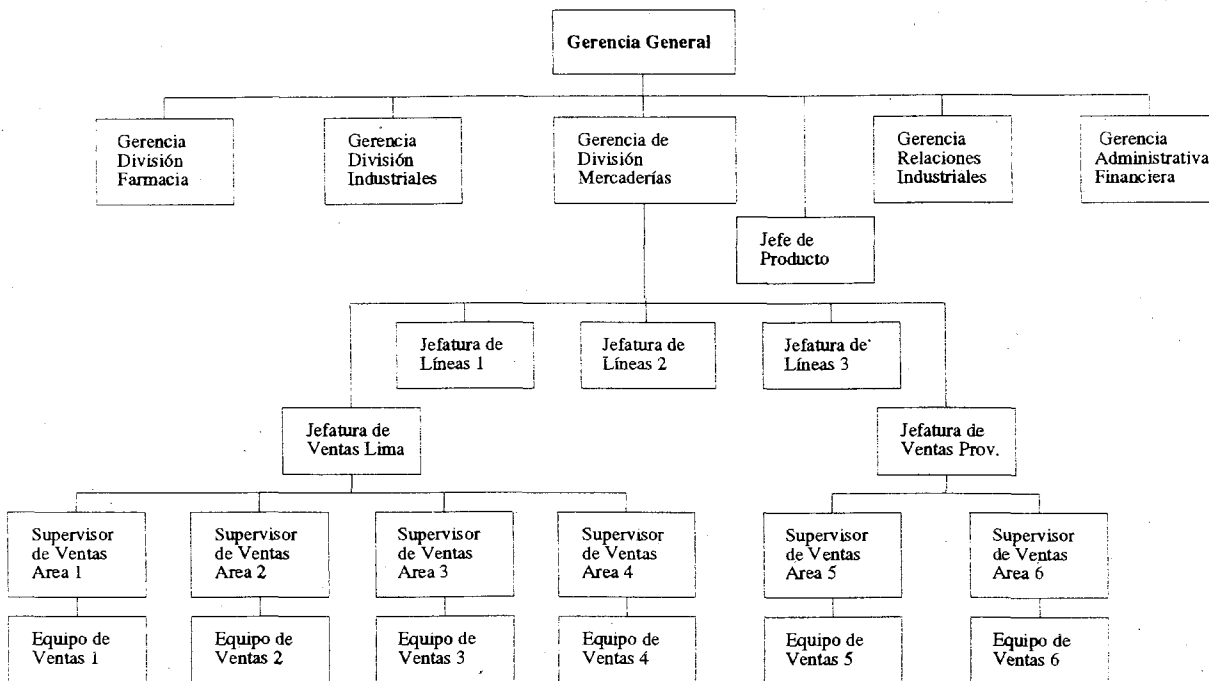 Gerencia General
Gerencia
División
Farmacia
Gerencia
División
Industriales
Gerencia de
División
Mercaderías
Gerencia
Relaciones
Industriales
Gerencia
Administrativa
Financiera
Jefe de
Producto
Jefatura de
Líneas 1
Jefatura de
Líneas 2
Jefatura de
Líneas 3
Jefatura de
Ventas Lima
Jefatura de
Ventas Prov.
Supervisor
de Ventas
Area 1
Supervisor
de Ventas
Area 2
Supervisor
de Ventas
Area 3
Supervisor
de Ventas
Area 4
Supervisor
de Ventas
Area 5
Supervisor
de Ventas
Area 6
Equipo de
Ventas 1
Equipo de
Ventas 2
Equipo de
Ventas 3
Equipo de
Ventas 4
Equipo de
Ventas 5
Equipo de
Ventas 6